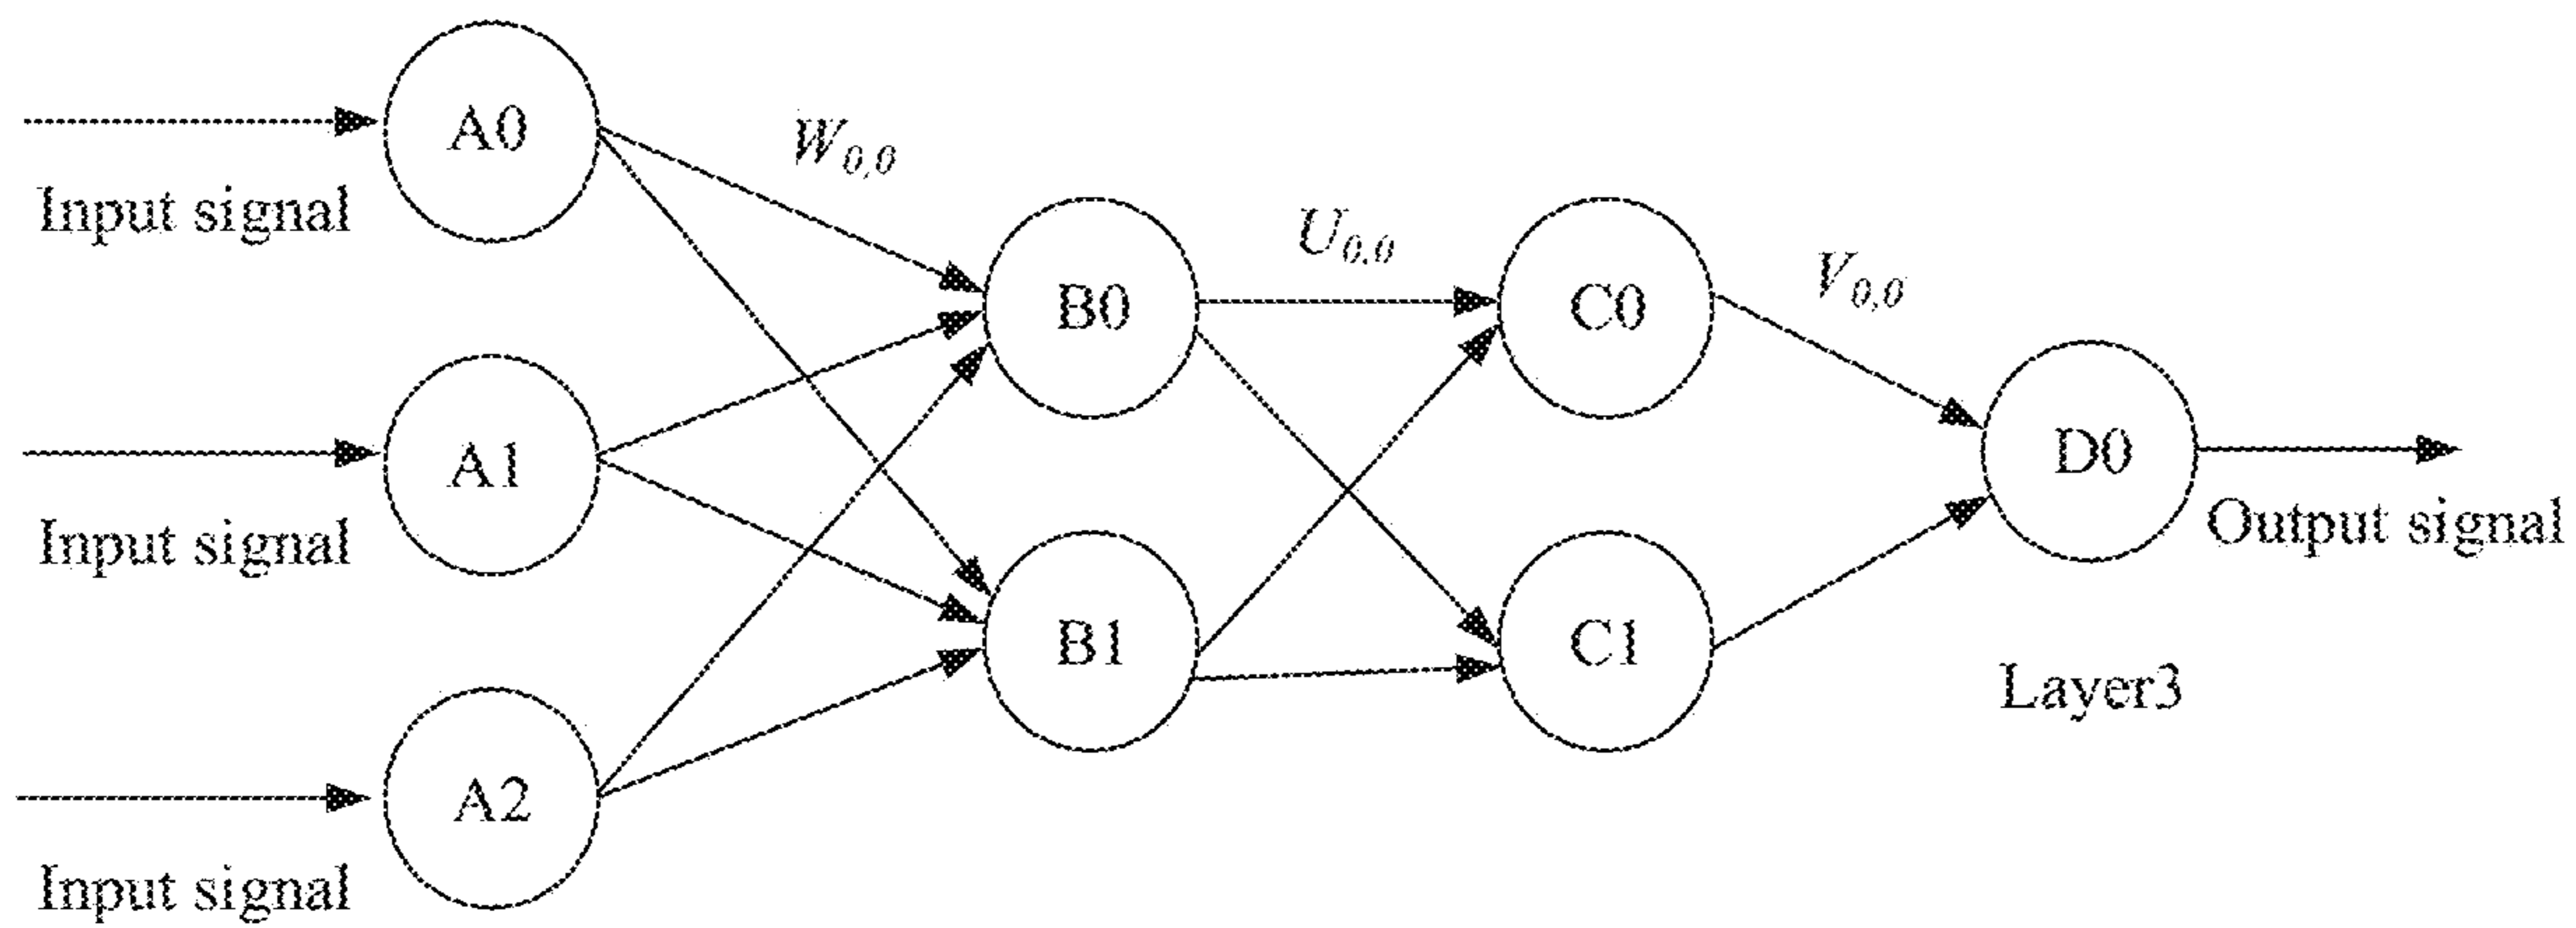 A0
W0,0
Input signal
U0,0
V0,0
B0
C0
A1
D0
Input signal
Output signal
B1
C1
Layer3
A2
Input signal